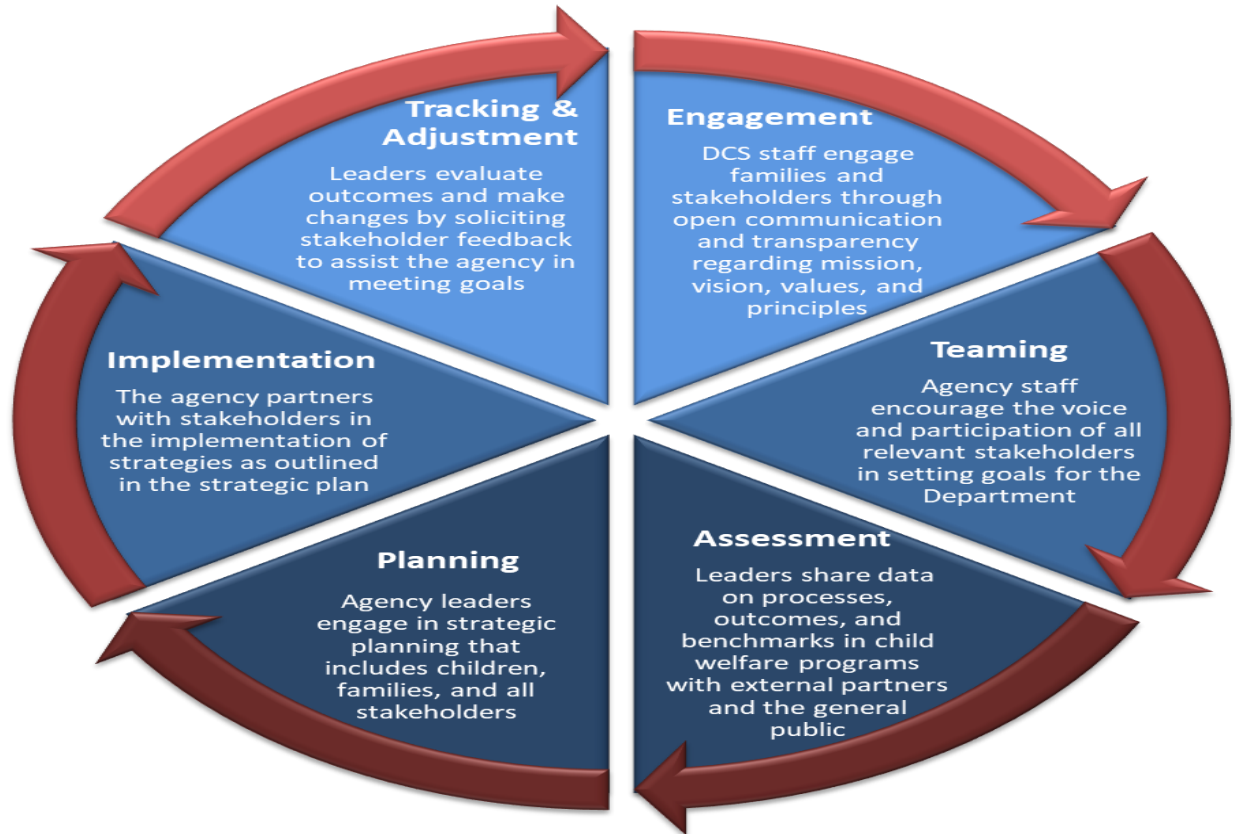 Tracking &
Adjustment
Leaders evaluate
outcomes and make
changes by soliciting
stakeholder feedback
to assist the agency in
meeting goals
Engagement
DCS staff engage
families and
stakeholders through
open communication
and transparency
regarding mission,
vision, values, and
principles
Teaming
Agency staff
encourage the voice
and participation of all
relevant stakeholders
in setting goals for the
Department
Assessment
Leaders share data
on processes,
outcomes, and
benchmarks in child
welfare programs
with external partners
and the general
public
Planning
Agency leaders
engage in strategic
planning that
includes children,
families, and all
stakeholders
Implementation
The agency partners
with stakeholders in
the implementation of
strategies as outlined
in the strategic plan